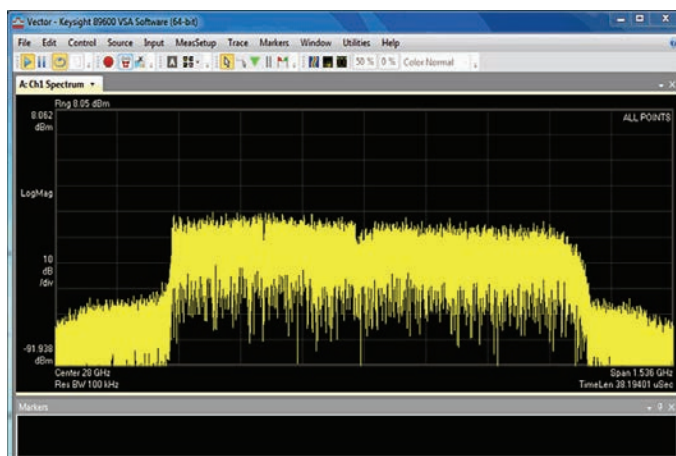 Vector - Keysight 89600 VSA Software (64-bit)
File Edit Control Source Input MeasSetup Trace Markers Window Utilities Help
A 50 % 0 % Color Normal
A: Ch1 Spectrum
Rng 8.05 dBm
8.062
dBm
ALL POINTS
LogMag
10
dB
/div
-91.938
dBm
Center 28 GHz
Span 1.536 GHz
Res BW 100 kHz
TimeLen 38.19401 uSec
Markers